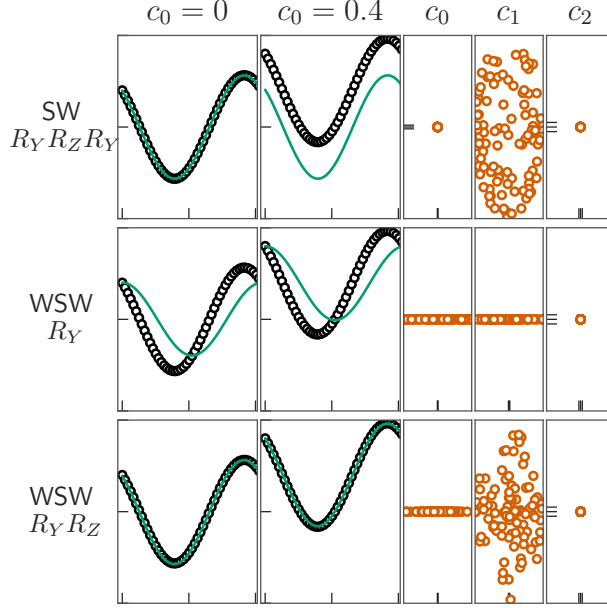 $c_0 = 0$ $c_0 = 0.4$ $c_0$ $c_1$ $c_2$
SW
$R_Y R_Z R_Y$
WSW
$R_Y$
WSW
$R_Y R_Z$